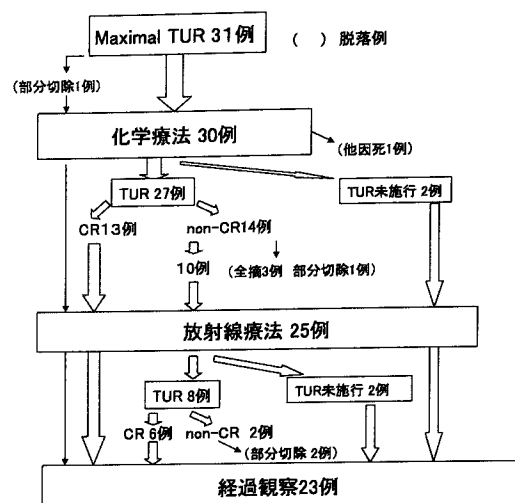 Maximal TUR 31例
( ) 脱落例
(部分切除1例)
化学療法 30例
(他因死1例)
TUR 27例
TUR未施行 2例
CR13例
non-CR14例
10例
(全摘3例 部分切除1例)
放射線療法 25例
TUR 8例
TUR未施行 2例
CR 6例
non-CR 2例
(部分切除 2例)
経過観察23例